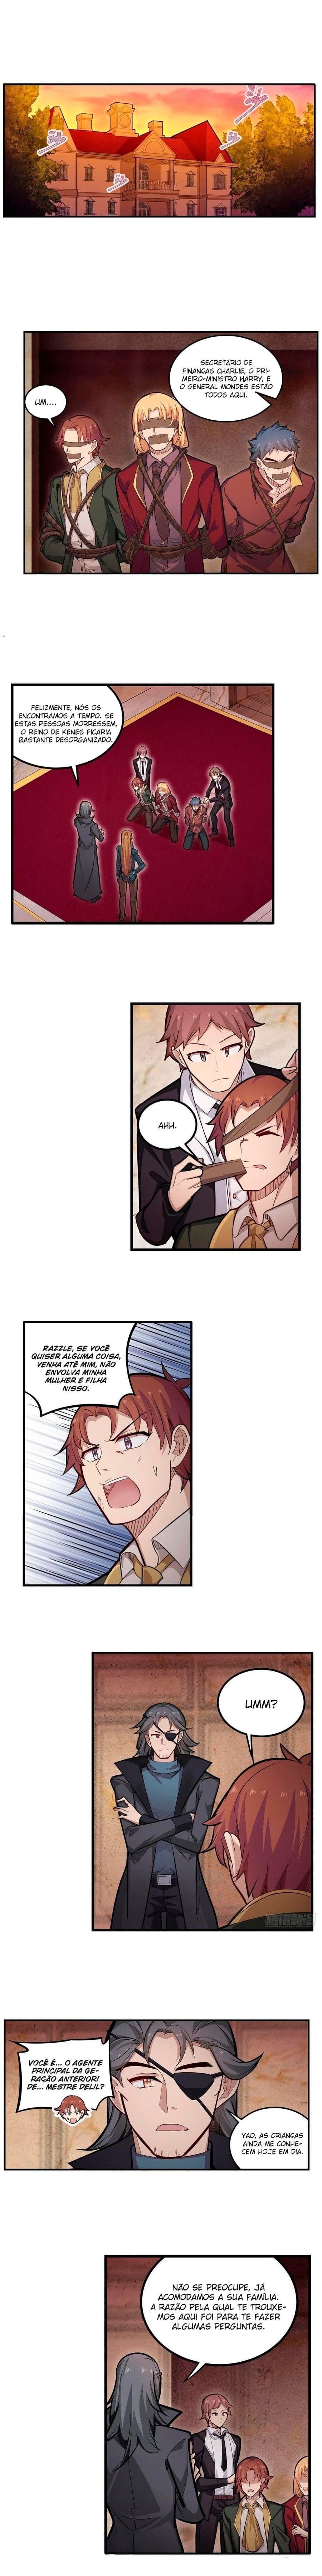 SECRETÁRIO DE
FINANÇAS CHARLIE, O PRI-
MEIRO-MINISTRO HARRY, E
O GENERAL MONDES ESTÃO
TODOS AQUI.
UM....
FELIZMENTE, NÓS OS
ENCONTRAMOS A TEMPO. SE
ESTAS PESSOAS MORRESSEM,
O REINO DE KENES FICARIA
BASTANTE DESORGANIZADO.
AHH.
RAZZLE, SE VOCÊ
QUISER ALGUMA COISA,
VENHA ATÉ MIM, NÃO
ENVOLVA MINHA
MULHER E FILHA
NISSO.
UMM?
VOCÊ É... O AGENTE
PRINCIPAL DA GE-
RAÇÃO ANTERIOR!
DE... MESTRE DELIL?
YAO, AS CRIANÇAS
AINDA ME CONHE-
CEM HOJE EM DIA.
NÃO SE PREOCUPE, JÁ
ACOMODAMOS A SUA FAMÍLIA.
A RAZÃO PELA QUAL TE TROUXE-
MOS AQUI FOI PARA TE FAZER
ALGUMAS PERGUNTAS.